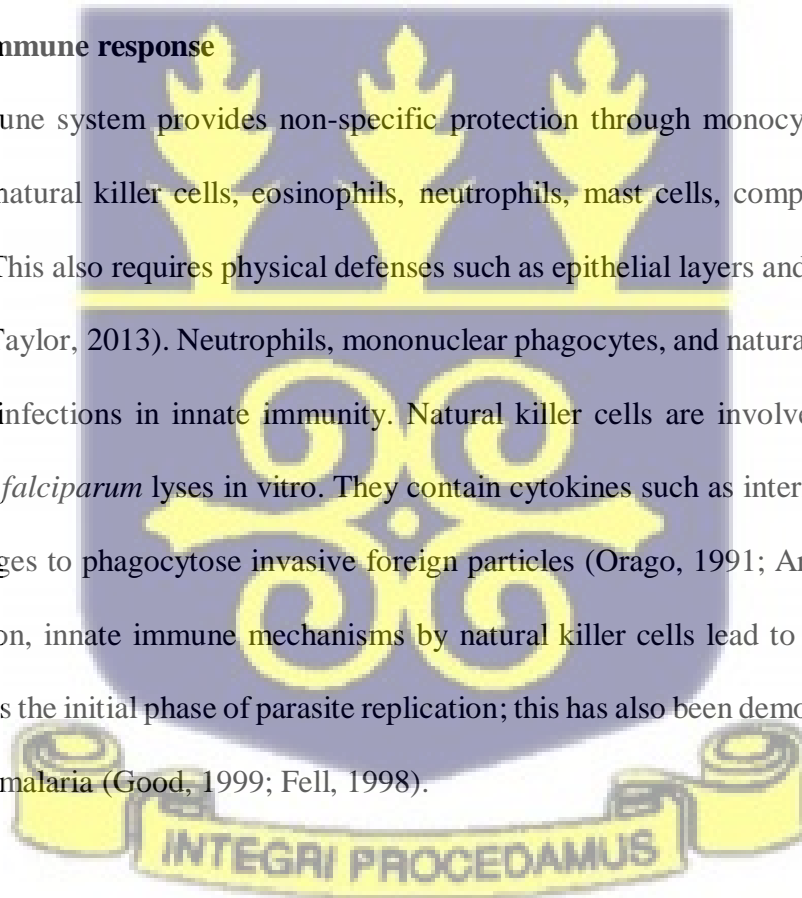 mmune response
une system provides non-specific protection through monocy
natural killer cells, eosinophils, neutrophils, mast cells, comp
This also requires physical defenses such as epithelial layers and
Taylor, 2013). Neutrophils, mononuclear phagocytes, and natura
infections in innate immunity. Natural killer cells are involve
falciparum lyses in vitro. They contain cytokines such as inter
ges to phagocytose invasive foreign particles (Orago, 1991; Ar
on, innate immune mechanisms by natural killer cells lead to
s the initial phase of parasite replication; this has also been demo
malaria (Good, 1999; Fell, 1998).
INTEGRI PROCEDAMUS